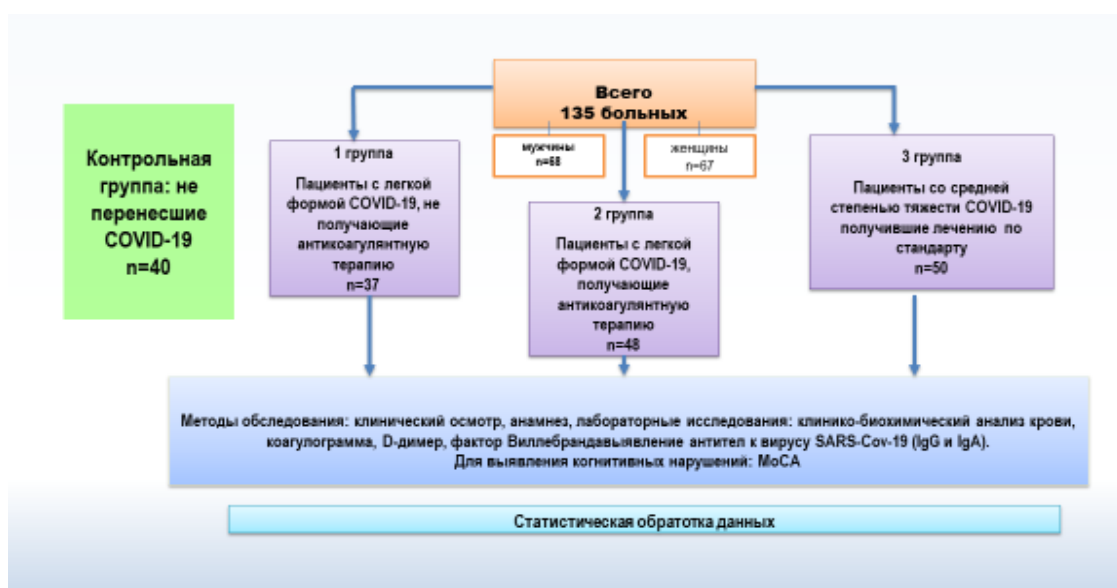 Всего
135 больных
мужчины
n=68
женщины
n=67
Контрольная
группа: не
перенесшие
COVID-19
n=40
1 группа
Пациенты с легкой
формой COVID-19, не
получающие
антикоагулянтную
терапию
n=37
2 группа
Пациенты с легкой
формой COVID-19,
получающие
антикоагулянтную
терапию
n=48
3 группа
Пациенты со средней
степенью тяжести COVID-19
получившие лечению по
стандарту
n=50
Методы обследования: клинический осмотр, анамнез, лабораторные исследования: клинико-биохимический анализ крови,
коагулограмма, D-димер, фактор Виллебрандавыявление антител к вирусу SARS-Cov-19 (IgG и IgA).
Для выявления когнитивных нарушений: MoCA
Статистическая обратотка данных